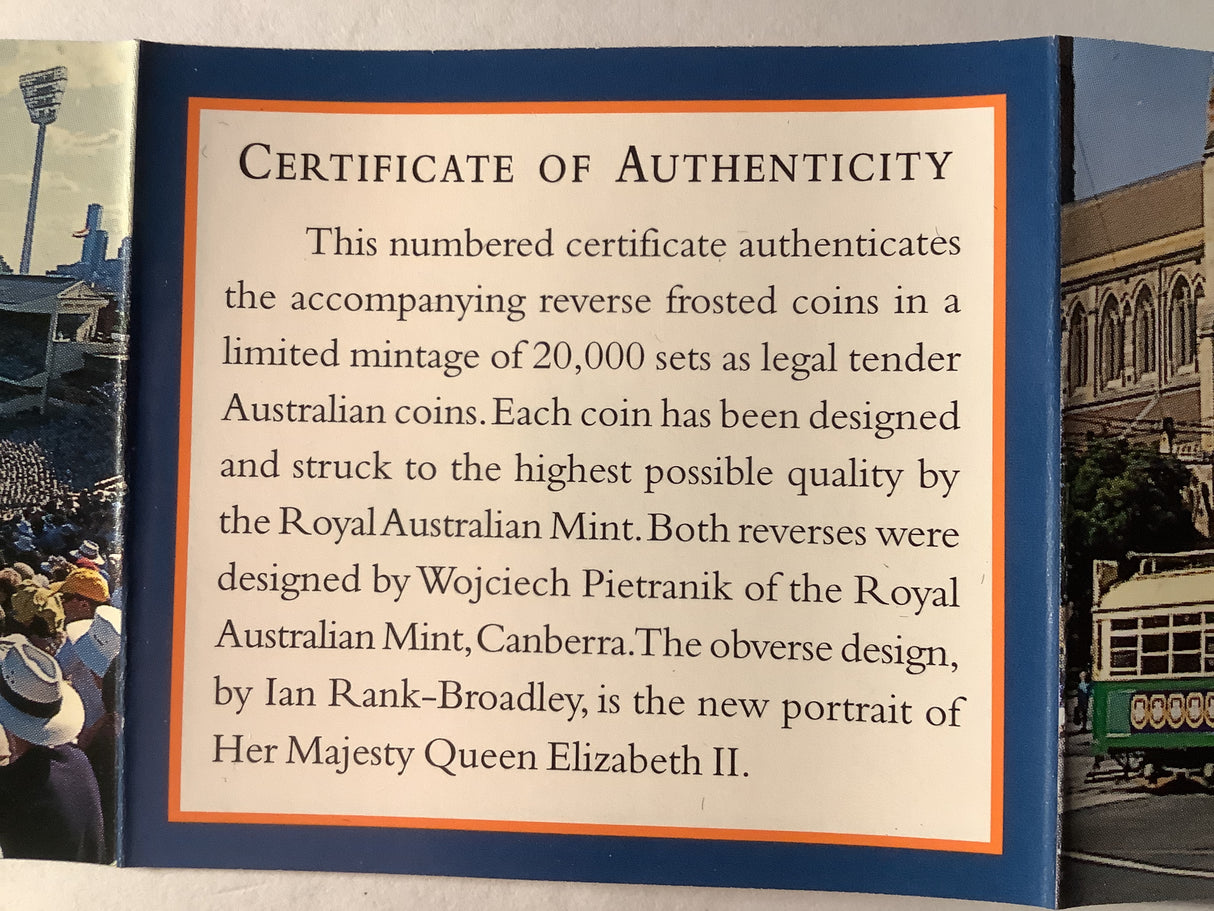 CERTIFICATE OF AUTHENTICITY
This numbered certificate authenticates
the accompanying reverse frosted coins in a
limited mintage of 20,000 sets as legal tender
Australian coins. Each coin has been designed
and struck to the highest possible quality by
the Royal Australian Mint. Both reverses were
designed by Wojciech Pietranik of the Royal
Australian Mint, Canberra. The obverse design,
by Ian Rank-Broadley, is the new portrait of
Her Majesty Queen Elizabeth II.